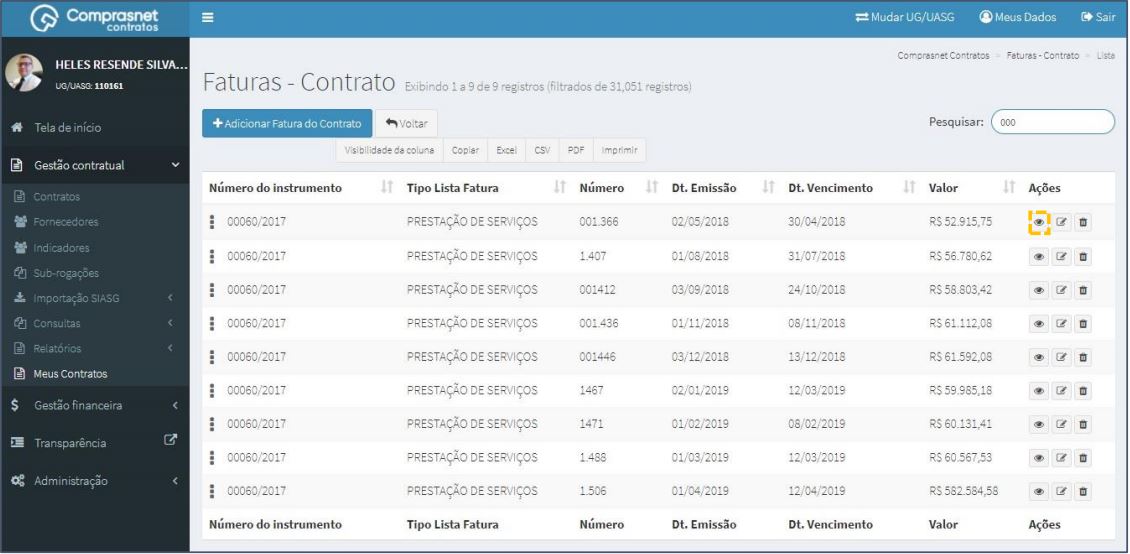 Comprasnet
contratos
Mudar UG/UASG Meus Dados Sair
HELES RESENDE SILVA...
UG/UASG: 110161
Comprasnet Contratos > Faturas - Contrato > Lista
Faturas - Contrato Exibindo 1 a 9 de 9 registros (filtrados de 31,051 registros)
Tela de início
Gestão contratual
Contratos
Fornecedores
Indicadores
Sub-rogações
Importação SIASG
Consultas
Relatórios
Meus Contratos
Gestão financeira
Transparência
Administração
+ Adicionar Fatura do Contrato Voltar
Pesquisar: 000
Visibilidade da coluna Copiar Excel CSV PDF Imprimir
Número do instrumento Tipo Lista Fatura Número Dt. Emissão Dt. Vencimento Valor Ações
00060/2017 PRESTAÇÃO DE SERVIÇOS 001.366 02/05/2018 30/04/2018 R$ 52.915,75
00060/2017 PRESTAÇÃO DE SERVIÇOS 1.407 01/08/2018 31/07/2018 R$ 56.780,62
00060/2017 PRESTAÇÃO DE SERVIÇOS 001412 03/09/2018 24/10/2018 R$ 58.803,42
00060/2017 PRESTAÇÃO DE SERVIÇOS 001.436 01/11/2018 08/11/2018 R$ 61.112,08
00060/2017 PRESTAÇÃO DE SERVIÇOS 001446 03/12/2018 13/12/2018 R$ 61.592,08
00060/2017 PRESTAÇÃO DE SERVIÇOS 1467 02/01/2019 12/03/2019 R$ 59.985,18
00060/2017 PRESTAÇÃO DE SERVIÇOS 1471 01/02/2019 08/02/2019 R$ 60.131,41
00060/2017 PRESTAÇÃO DE SERVIÇOS 1.488 01/03/2019 12/03/2019 R$ 60.567,53
00060/2017 PRESTAÇÃO DE SERVIÇOS 1.506 01/04/2019 12/04/2019 R$ 582.584,58
Número do instrumento Tipo Lista Fatura Número Dt. Emissão Dt. Vencimento Valor Ações